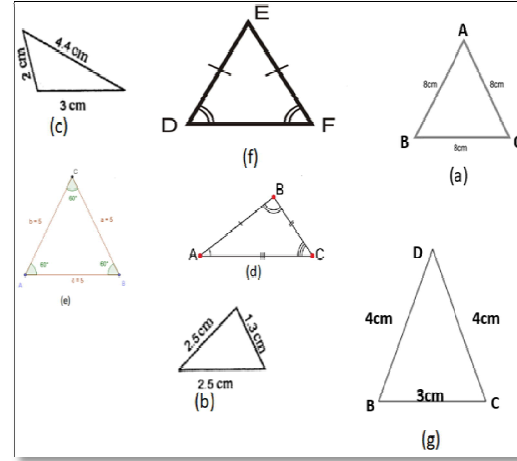 2 cm
4.4 cm
3 cm
(c)
E
D F
(f)
A
8cm 8cm
B C
8cm
(a)
C
60°
b = 5 a = 5
60° 60°
A c = 5 B
(e)
B
A C
(d)
2.5 cm 1.3 cm
2.5 cm
(b)
D
4cm 4cm
B 3cm C
(g)